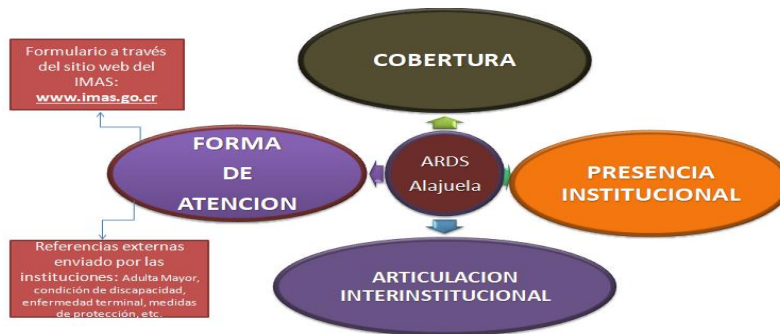 Formulario a través
del sitio web del
IMAS:
www.imas.go.cr
COBERTURA
FORMA
DE
ATENCION
ARDS
Alajuela
PRESENCIA
INSTITUCIONAL
Referencias externas
enviado por las
instituciones: Adulta Mayor,
condición de discapacidad,
enfermedad terminal, medidas
de protección, etc.
ARTICULACION
INTERINSTITUCIONAL